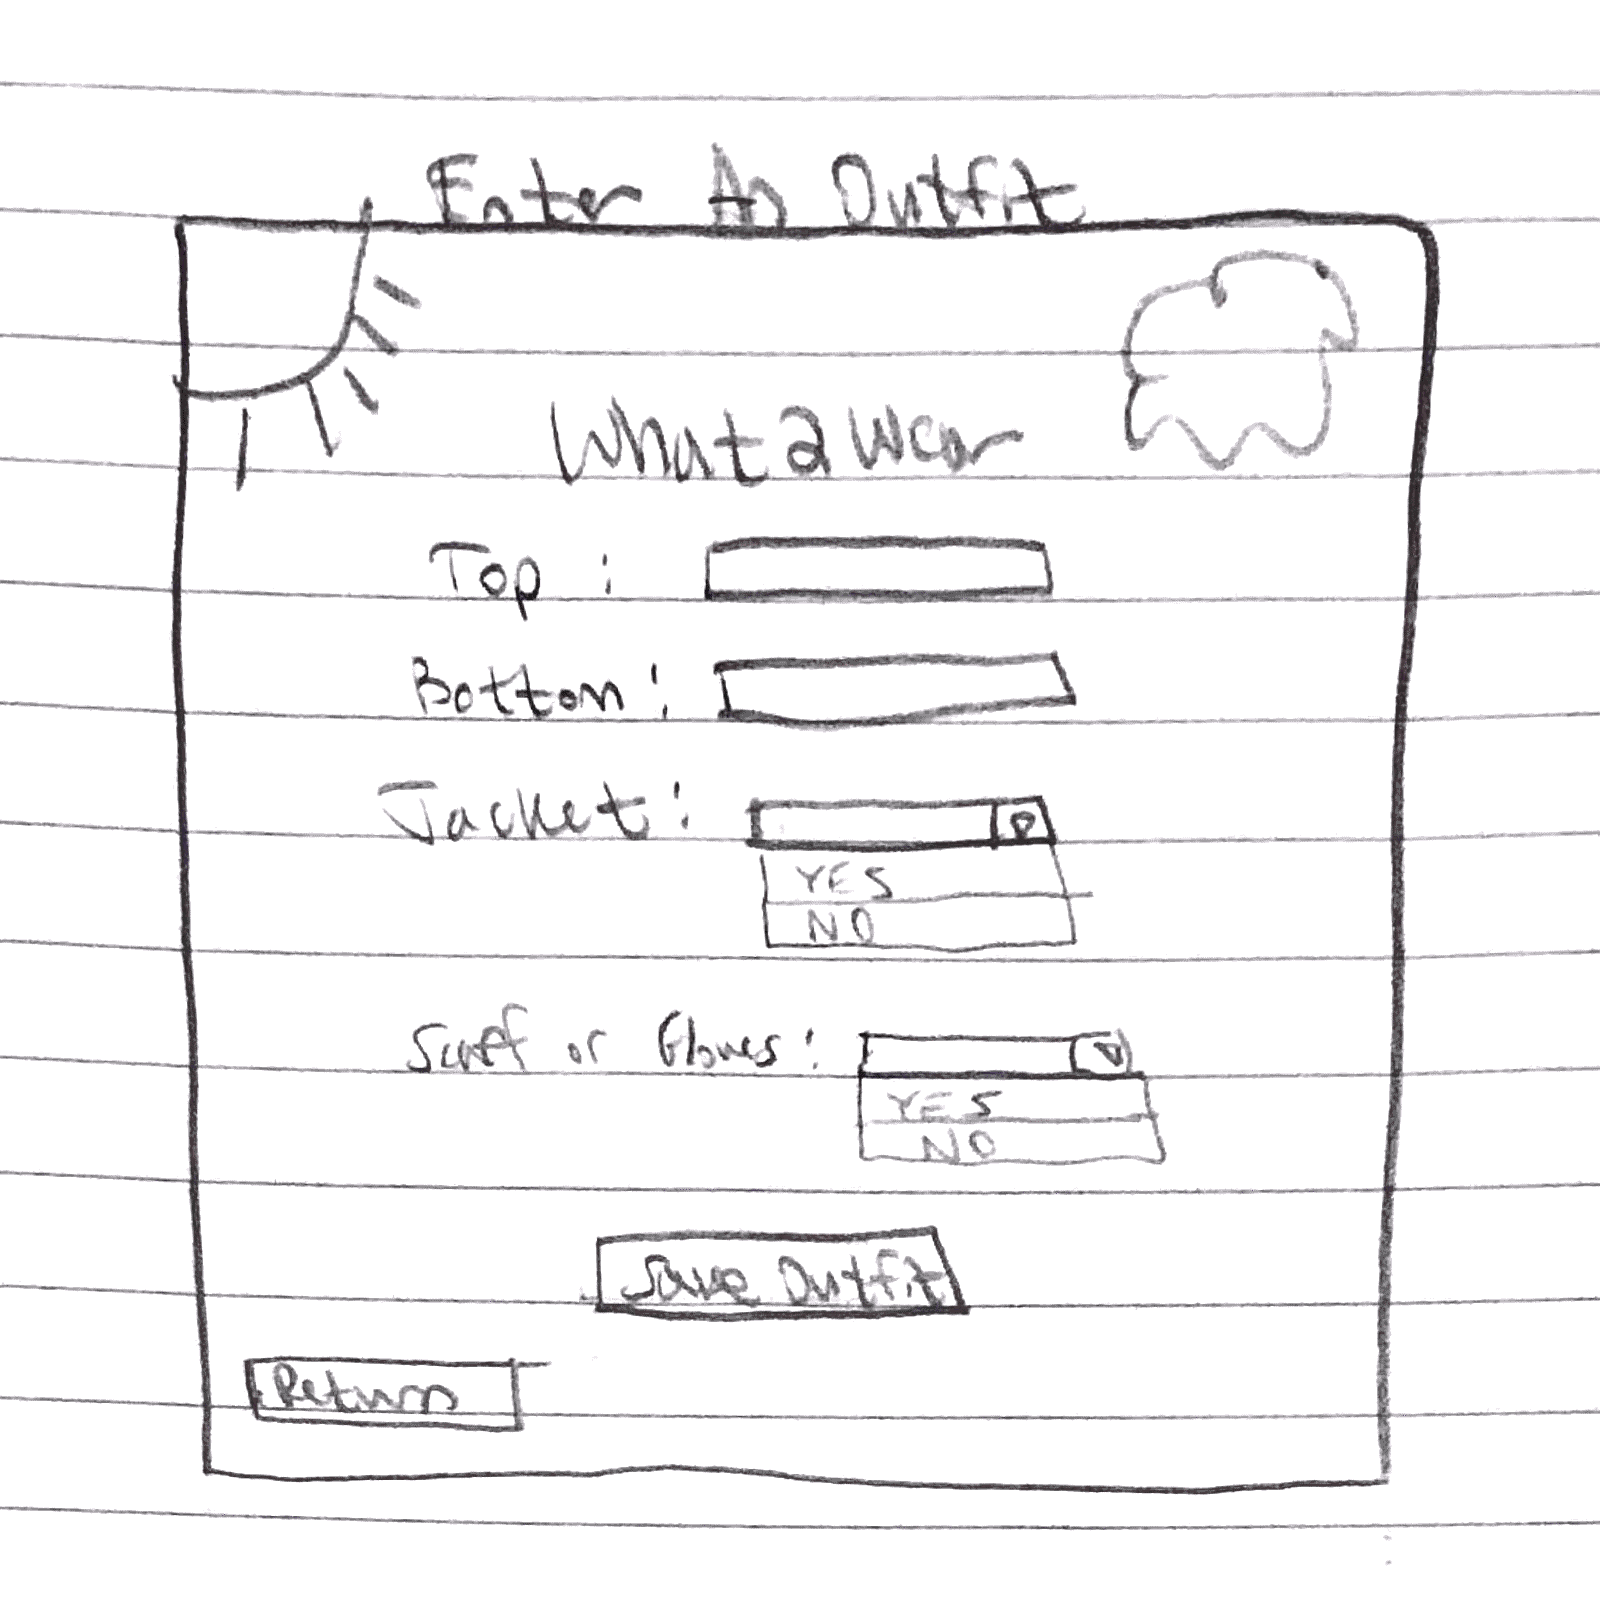 Enter An Outfit
What2Wear
Top :
Bottom :
Jacket :
YES
NO
Scarf or Gloves :
YES
NO
Save Outfit
Return